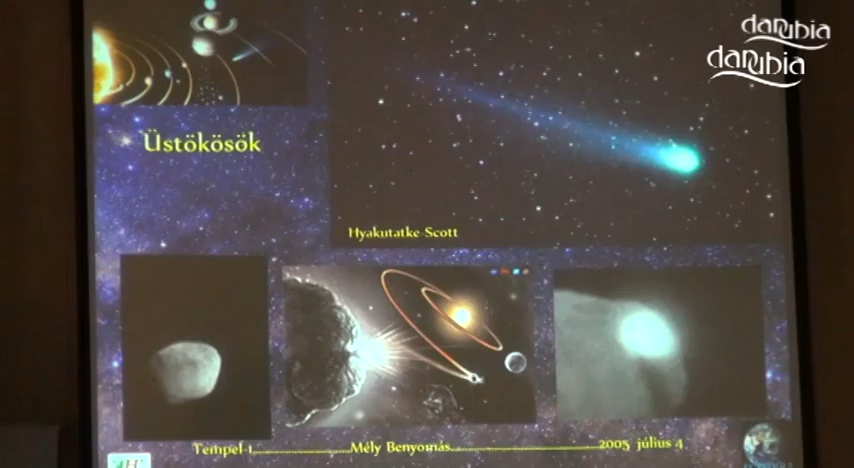 danubia
danubia
Üstökösök
Hyakutatke-Scott
Tempel 1............................Mély Benyomás............................................2005 július 4